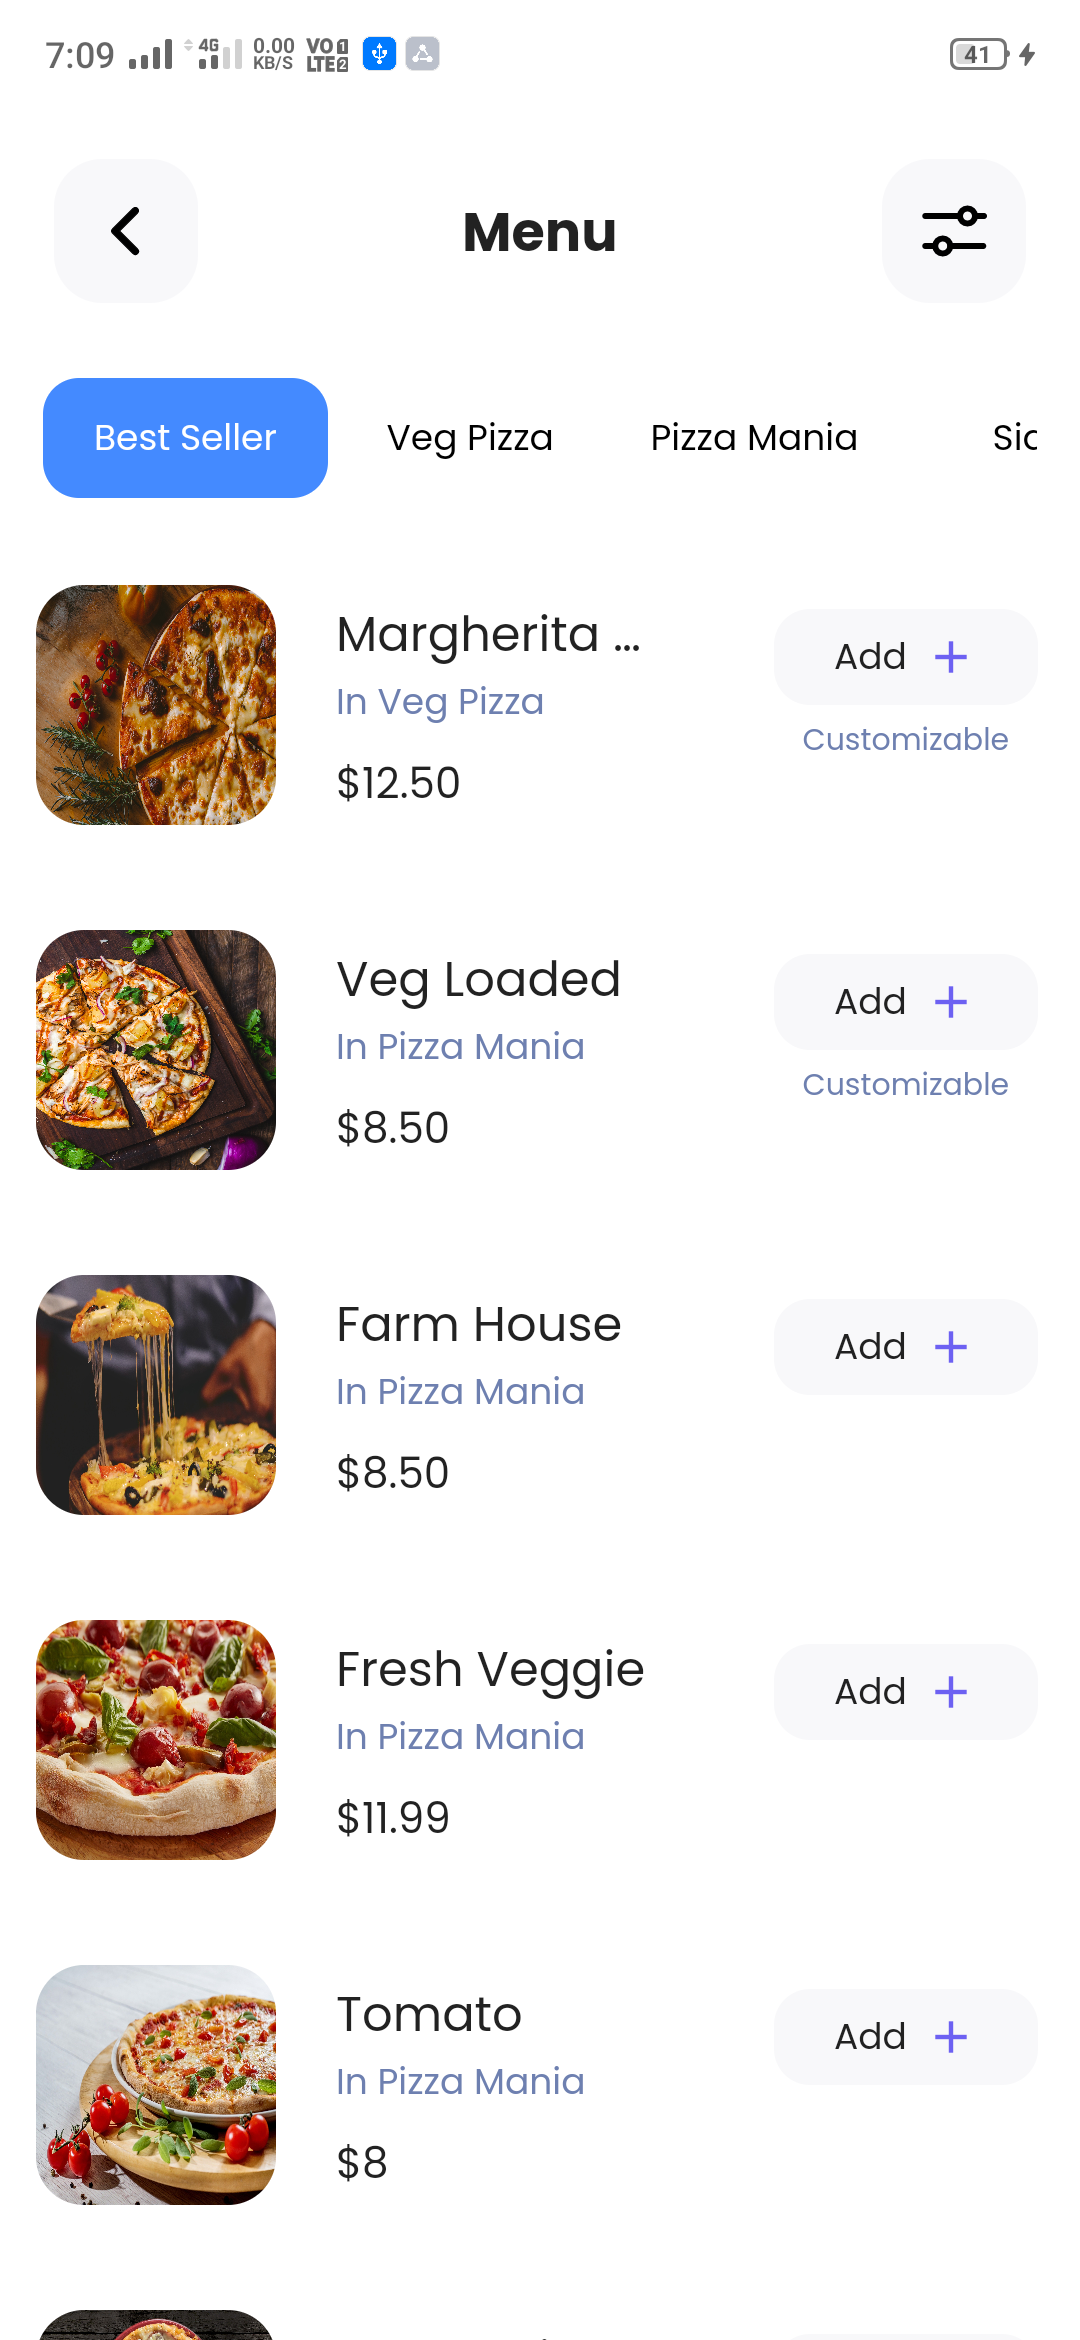 7:09 4G 0.00 KB/S VO LTE 1 2 41
Menu
Best Seller Veg Pizza Pizza Mania
Margherita ... Add
In Veg Pizza Customizable
$12.50
Veg Loaded Add
In Pizza Mania Customizable
$8.50
Farm House Add
In Pizza Mania
$8.50
Fresh Veggie Add
In Pizza Mania
$11.99
Tomato Add
In Pizza Mania
$8